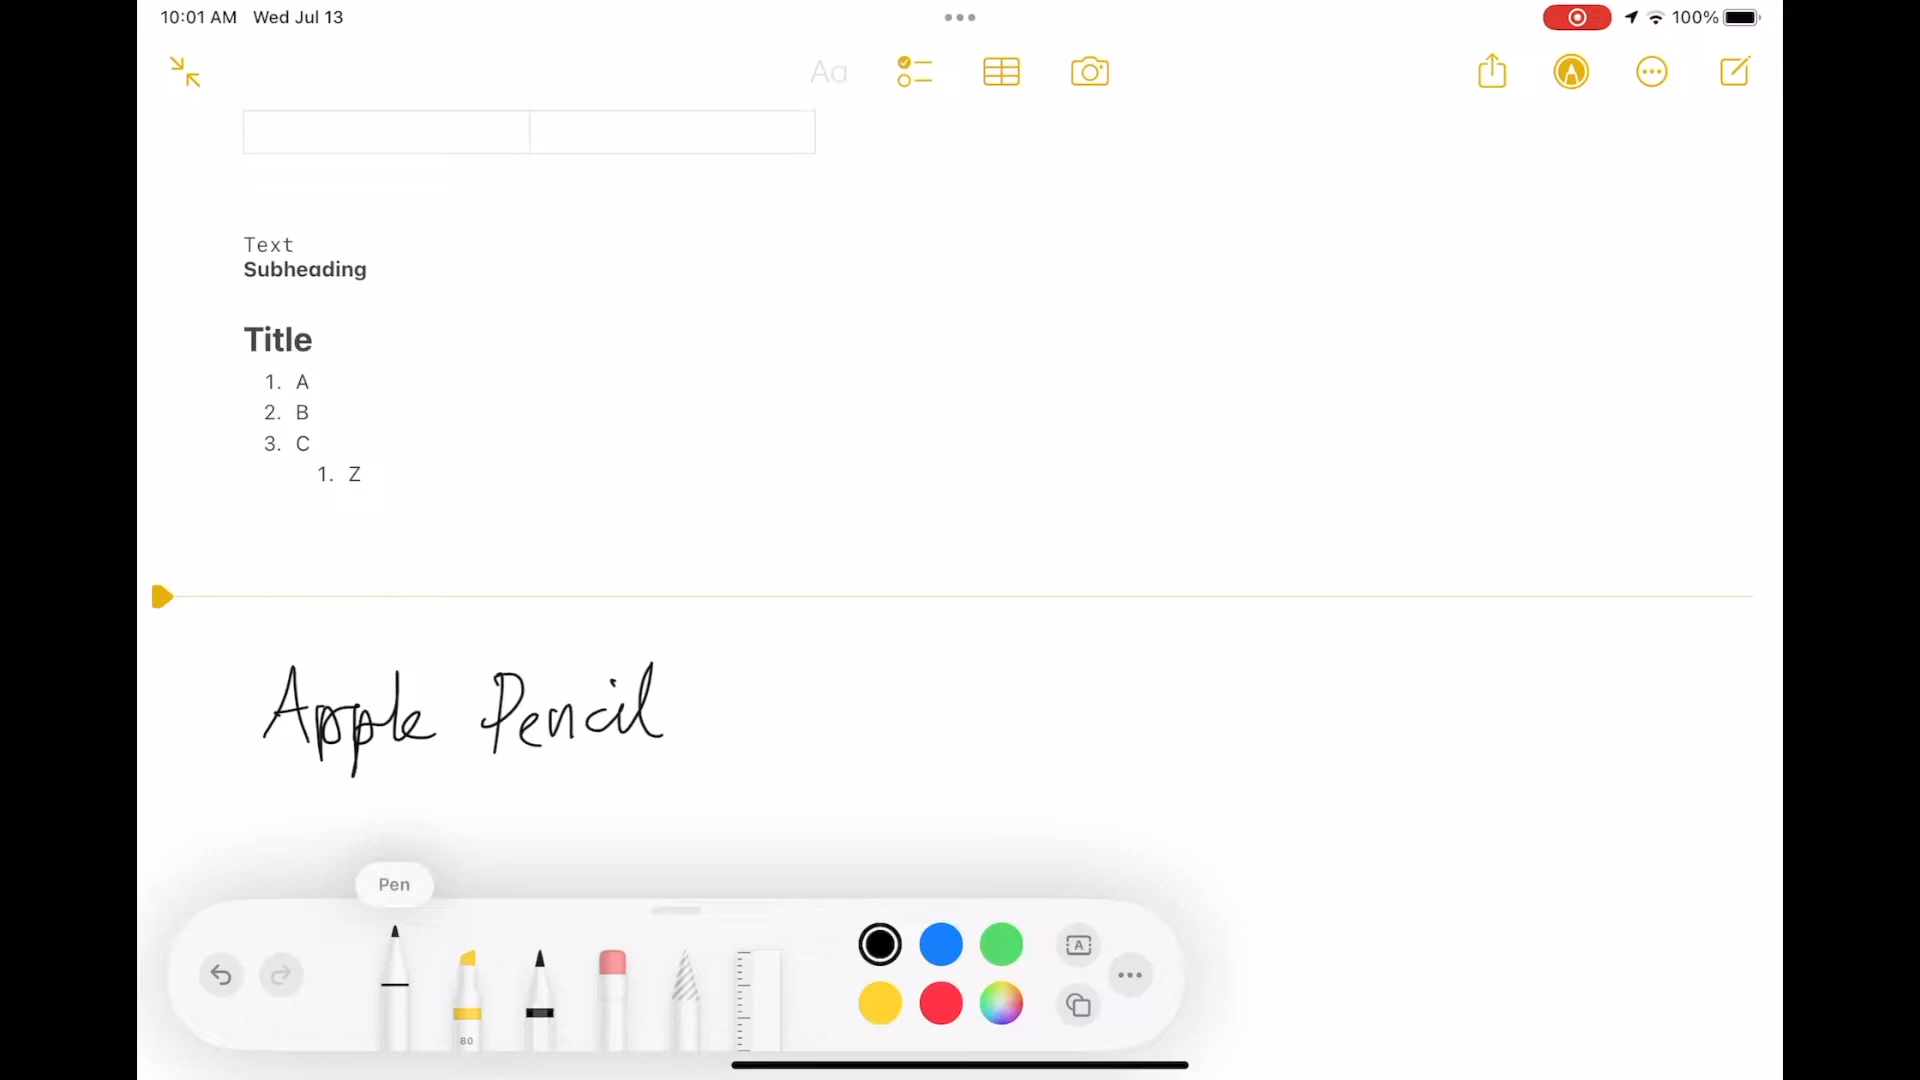 10:01 AM Wed Jul 13
100%
Aa
Text
Subheading
Title
1. A
2. B
3. C
1. Z
Apple Pencil
Pen
A
80